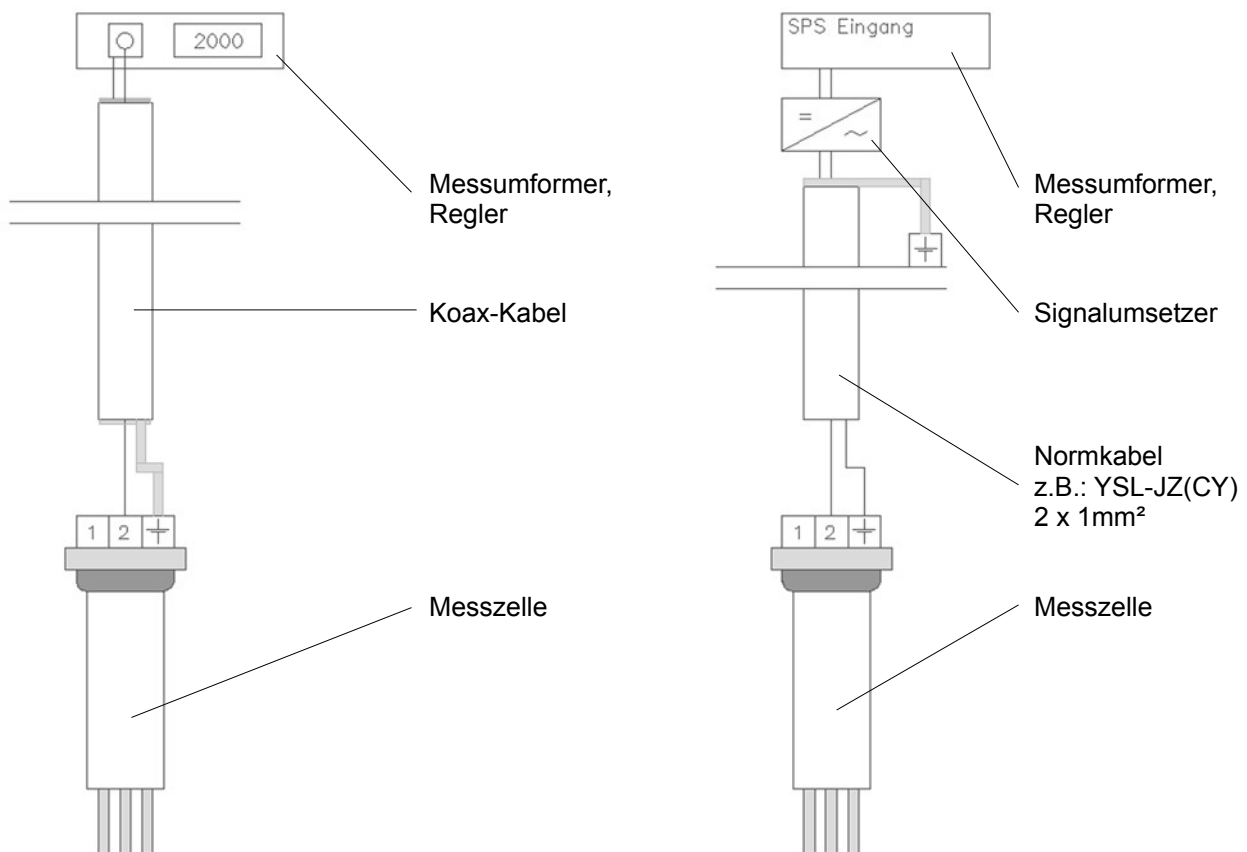 2000
Messumformer,
Regler
Koax-Kabel
1 2
Messzelle
SPS Eingang
= ~
Messumformer,
Regler
Signalumsetzer
Normkabel
z.B.: YSL-JZ(CY)
2 x 1mm²
1 2
Messzelle